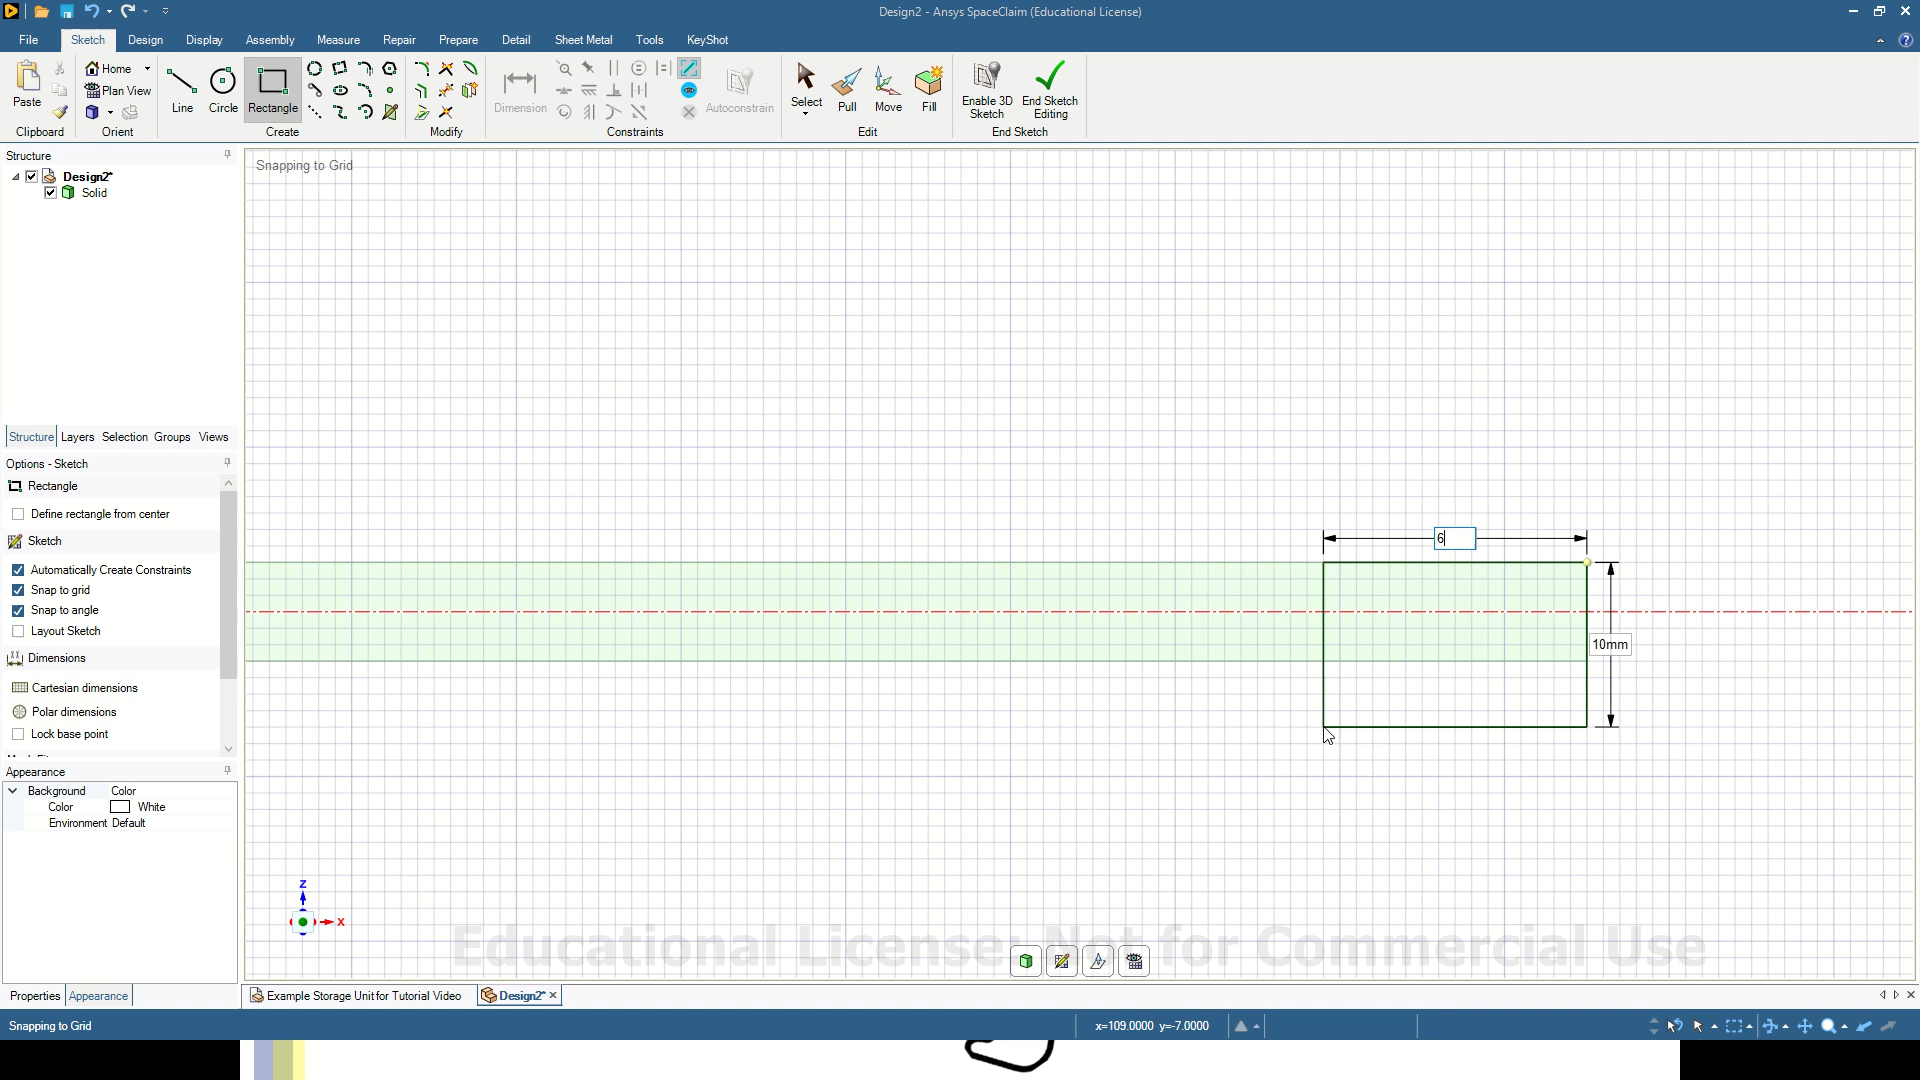 Design2 - Ansys SpaceClaim (Educational License)
File Sketch Design Display Assembly Measure Repair Prepare Detail Sheet Metal Tools KeyShot
Home
Plan View
Paste Line Circle Rectangle Dimension Autoconstrain Select Pull Move Fill Enable 3D Sketch End Sketch Editing
Clipboard Orient Create Modify Constraints Edit End Sketch
Structure
Snapping to Grid
Design2*
Solid
Structure Layers Selection Groups Views
Options - Sketch
Rectangle
Define rectangle from center
Sketch
Automatically Create Constraints
Snap to grid
Snap to angle
Layout Sketch
Dimensions
Cartesian dimensions
Polar dimensions
Lock base point
6
10mm
Appearance
Background Color
Color White
Environment Default
Z
X
Educational License: Not for Commercial Use
Properties Appearance
Example Storage Unit for Tutorial Video Design2*
Snapping to Grid
x=109.0000 y=-7.0000